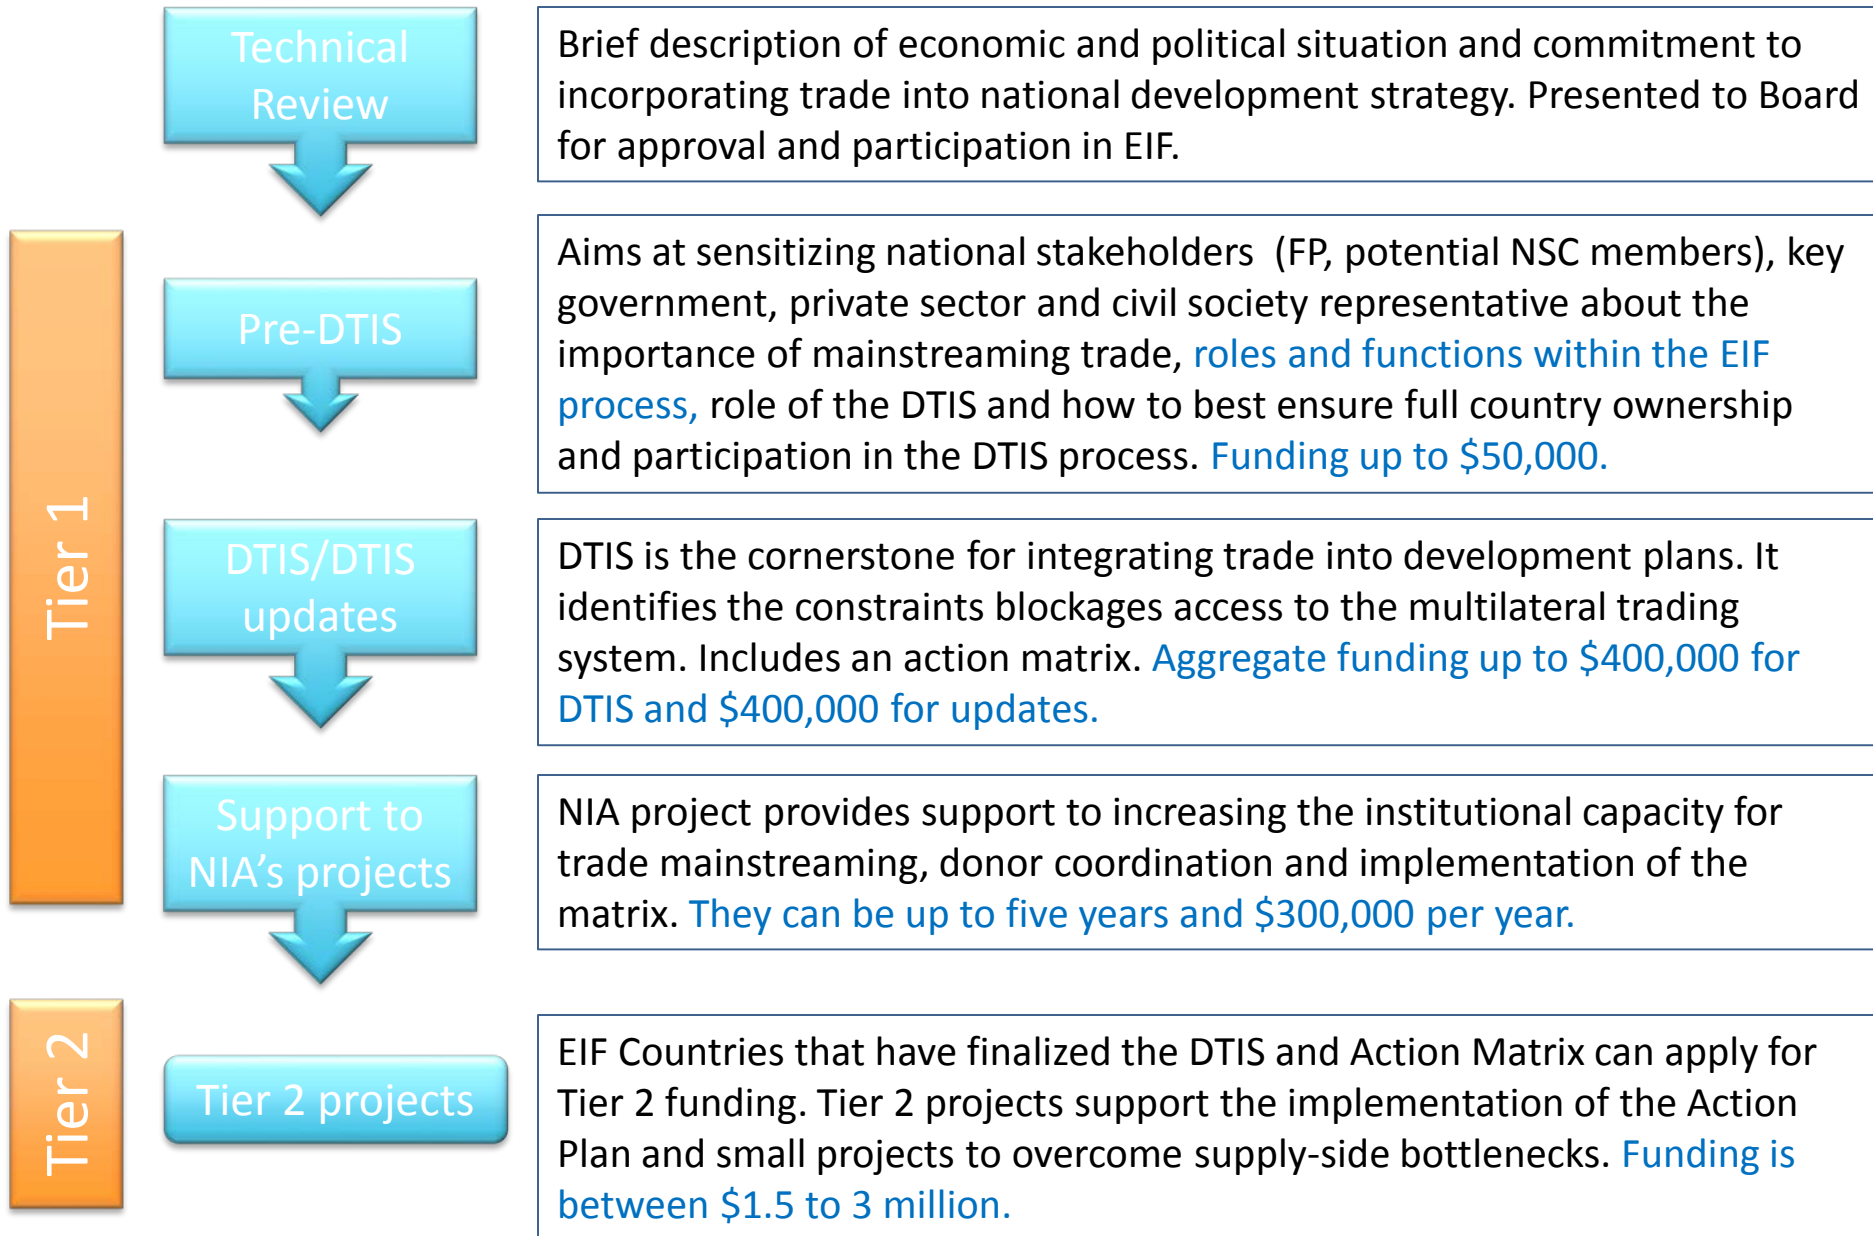 Technical
Review
Brief description of economic and political situation and commitment to
incorporating trade into national development strategy. Presented to Board
for approval and participation in EIF.
Tier 1
Pre-DTIS
Aims at sensitizing national stakeholders (FP, potential NSC members), key
government, private sector and civil society representative about the
importance of mainstreaming trade, roles and functions within the EIF
process, role of the DTIS and how to best ensure full country ownership
and participation in the DTIS process. Funding up to $50,000.
DTIS/DTIS
updates
DTIS is the cornerstone for integrating trade into development plans. It
identifies the constraints blockages access to the multilateral trading
system. Includes an action matrix. Aggregate funding up to $400,000 for
DTIS and $400,000 for updates.
Support to
NIA's projects
NIA project provides support to increasing the institutional capacity for
trade mainstreaming, donor coordination and implementation of the
matrix. They can be up to five years and $300,000 per year.
Tier 2
Tier 2 projects
EIF Countries that have finalized the DTIS and Action Matrix can apply for
Tier 2 funding. Tier 2 projects support the implementation of the Action
Plan and small projects to overcome supply-side bottlenecks. Funding is
between $1.5 to 3 million.